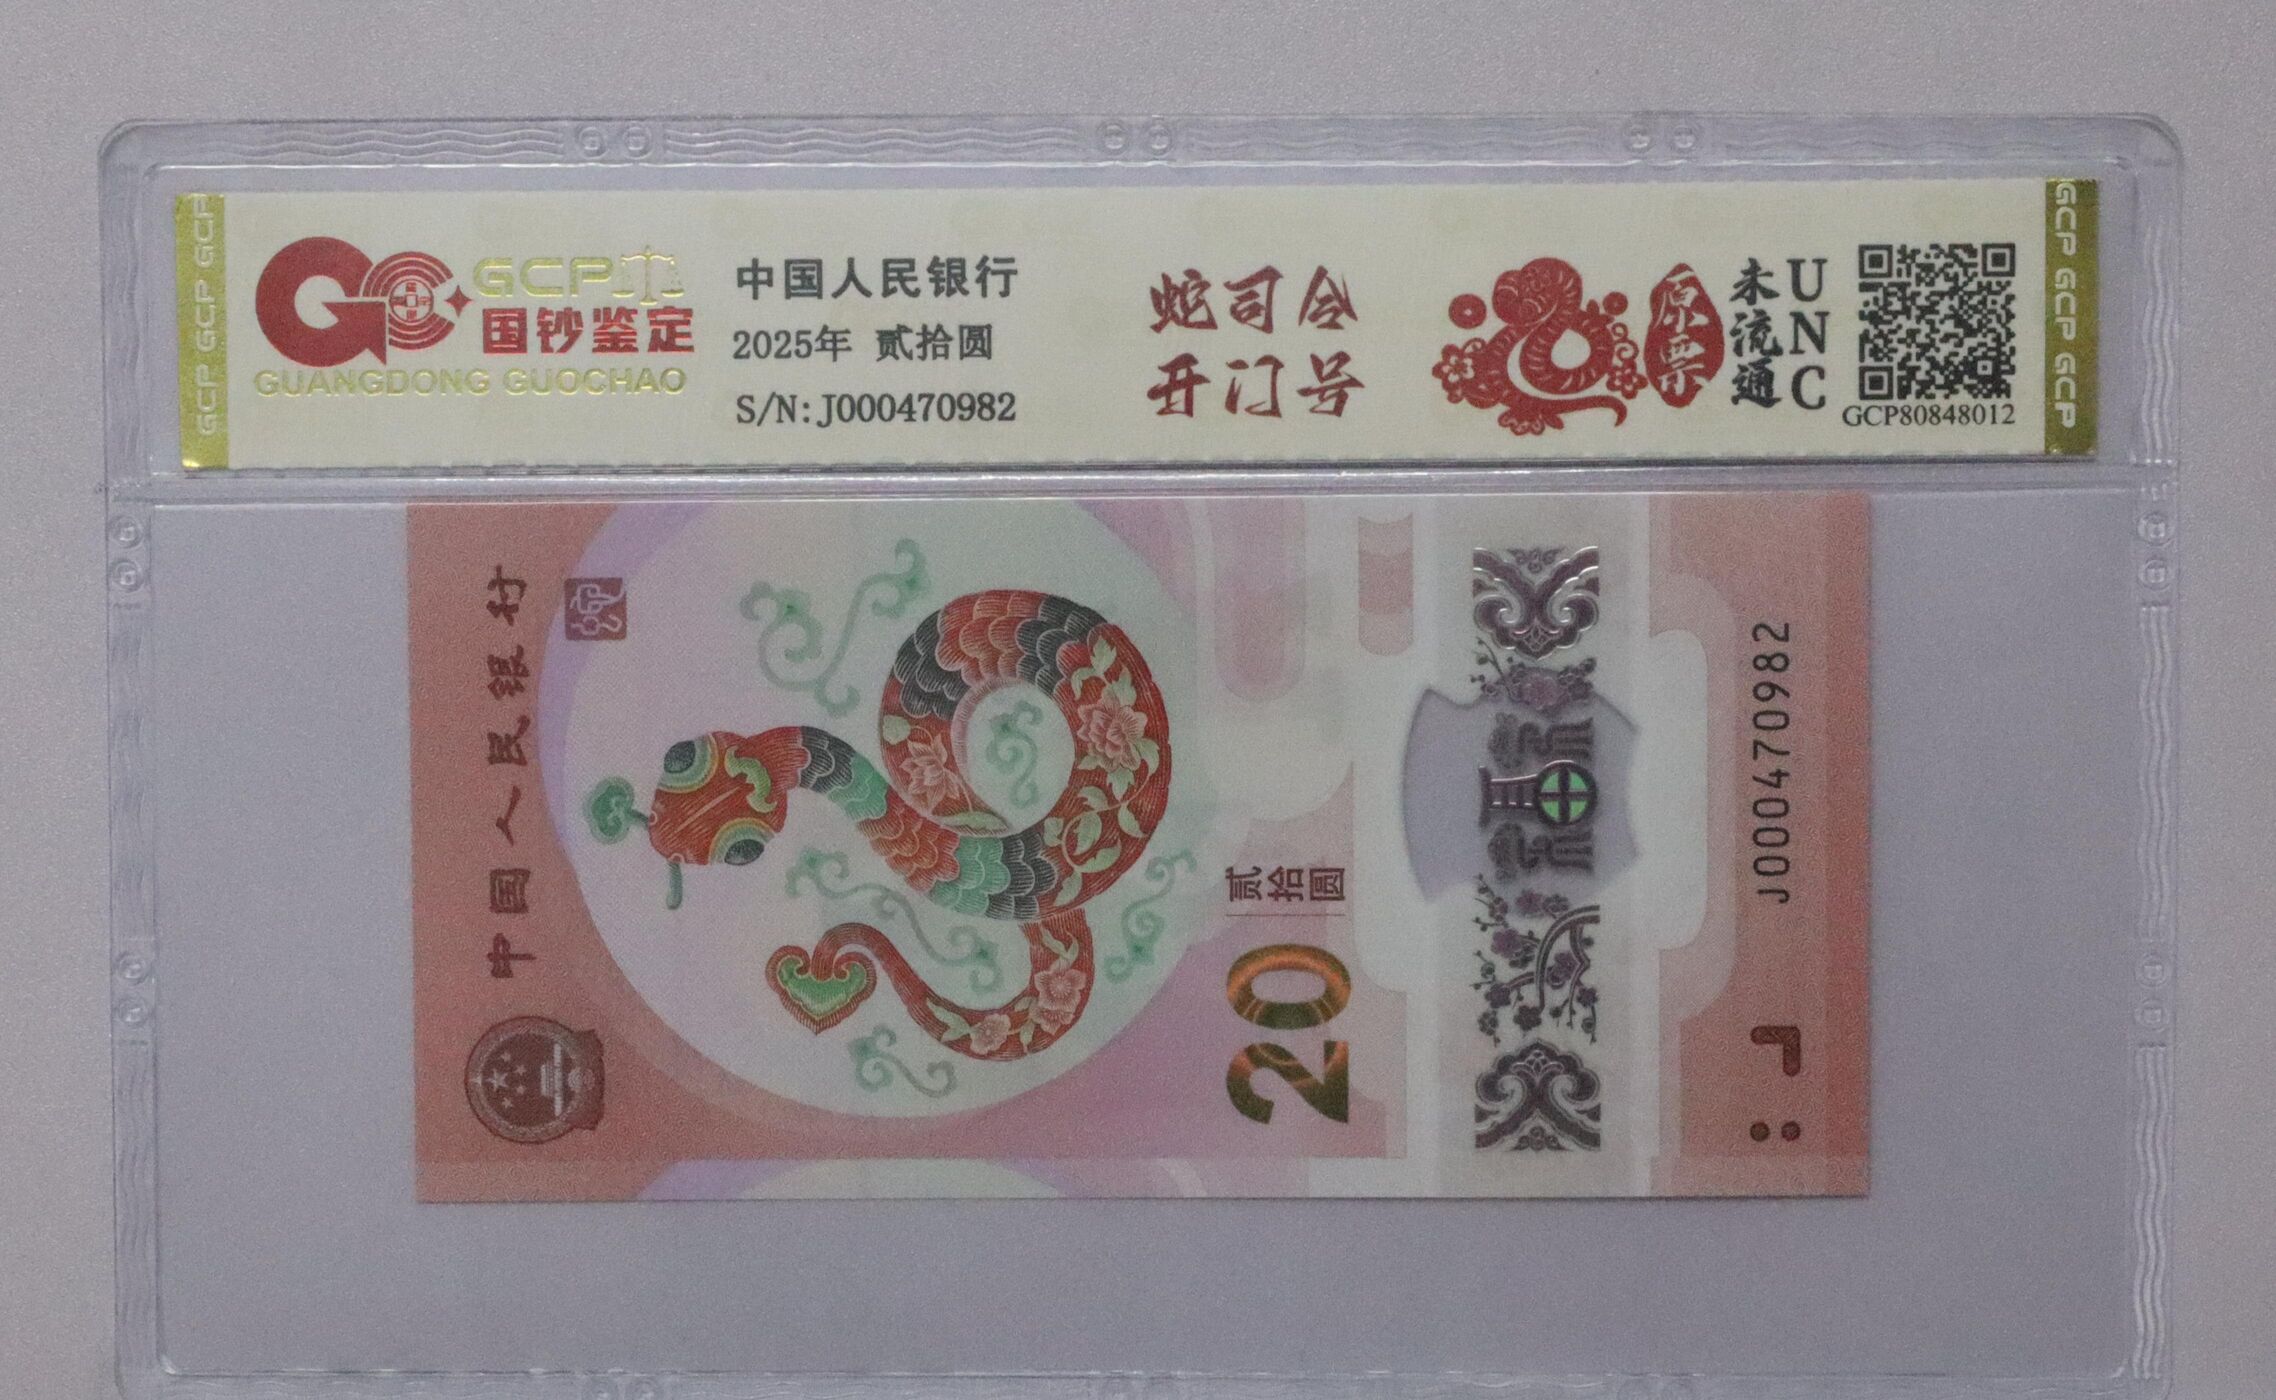 GCP GCP GCP
GCP
国钞鉴定
GUANGDONG GUOCHAO
中国人民银行
2025年 贰拾圆
S/N:J000470982
蛇司令
开门号
原票
未流通
UNC
GCP80848012
GCP GCP GCP
中国人民银行
贰拾圆
20
福
J000470982